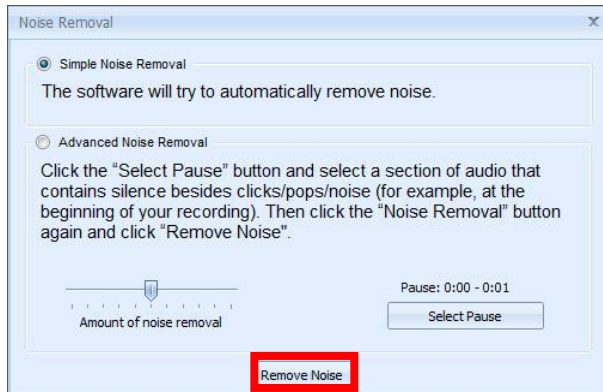 Noise Removal
Simple Noise Removal
The software will try to automatically remove noise.
Advanced Noise Removal
Click the “Select Pause” button and select a section of audio that
contains silence besides clicks/pops/noise (for example, at the
beginning of your recording). Then click the “Noise Removal” button
again and click “Remove Noise".
Pause: 0:00 - 0:01
Amount of noise removal
Select Pause
Remove Noise